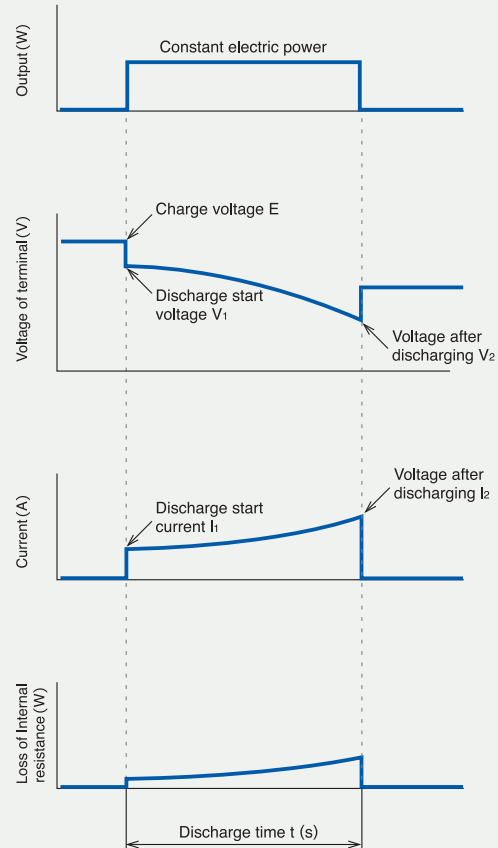 Output (W)
Constant electric power
Voltage of terminal (V)
Charge voltage E
Discharge start
voltage V1
Voltage after
discharging V2
Current (A)
Discharge start
current I1
Voltage after
discharging I2
Loss of Internal
resistance (W)
Discharge time t (s)